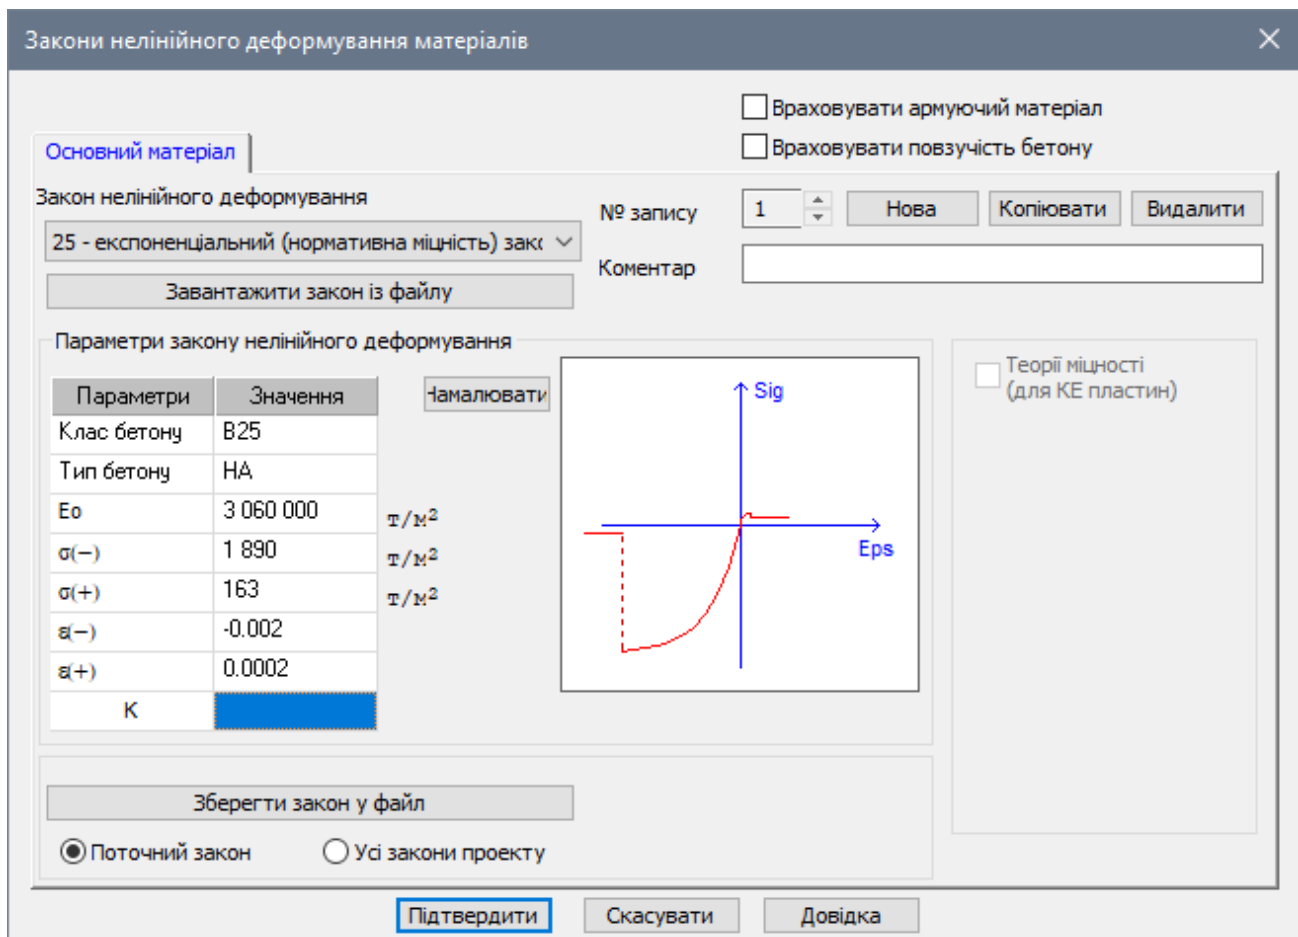 Закони нелінійного деформування матеріалів
Враховувати армуючий матеріал
Враховувати повзучість бетону
Основний матеріал
Закон нелінійного деформування
25 - експоненціальний (нормативна міцність) зако
Завантажити закон із файлу
№ запису
1
Нова
Копіювати
Видалити
Коментар
Параметри закону нелінійного деформування
Параметри Значення
Клас бетону B25
Тип бетону НА
Eo 3 060 000 т/м²
σ(−) 1 890 т/м²
σ(+) 163 т/м²
ε(−) -0.002
ε(+) 0.0002
К
Намалювати
Sig
Eps
Теорії міцності
(для КЕ пластин)
Зберегти закон у файл
Поточний закон
Усі закони проекту
Підтвердити
Скасувати
Довідка